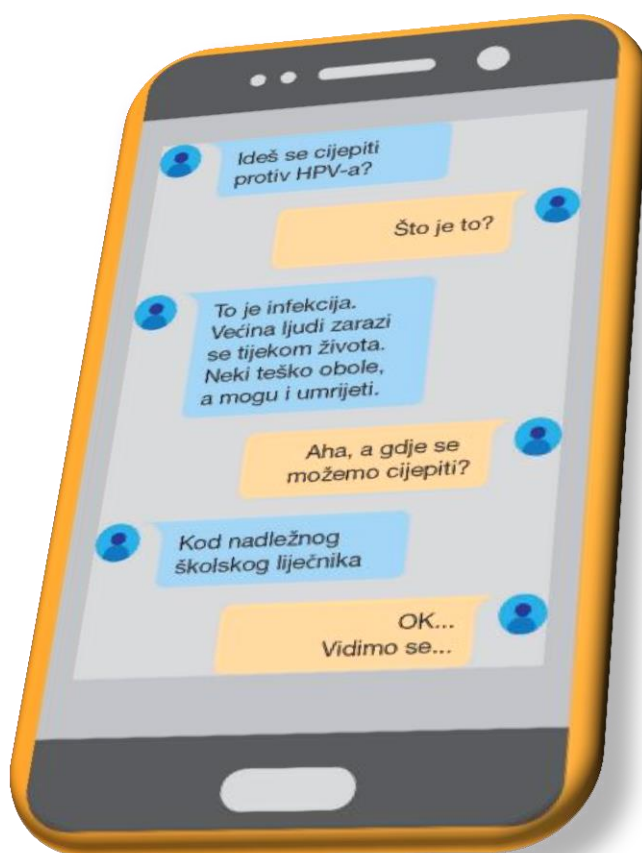 Ideš se cijepiti
protiv HPV-a?
Što je to?
To je infekcija.
Većina ljudi zarazi
se tijekom života.
Neki teško obole,
a mogu i umrijeti.
Aha, a gdje se
možemo cijepiti?
Kod nadležnog
školskog liječnika
OK...
Vidimo se...